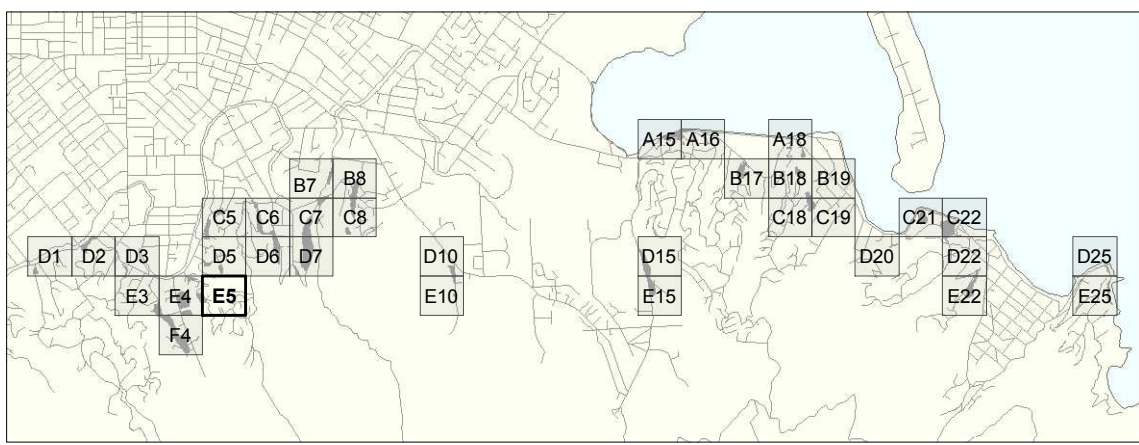 A15 A16 A18
B7 B8 B17 B18 B19
C5 C6 C7 C8 C18 C19 C21 C22
D1 D2 D3 D5 D6 D7 D10 D15 D20 D22 D25
E3 E4 E5 E10 E15 E22 E25
F4